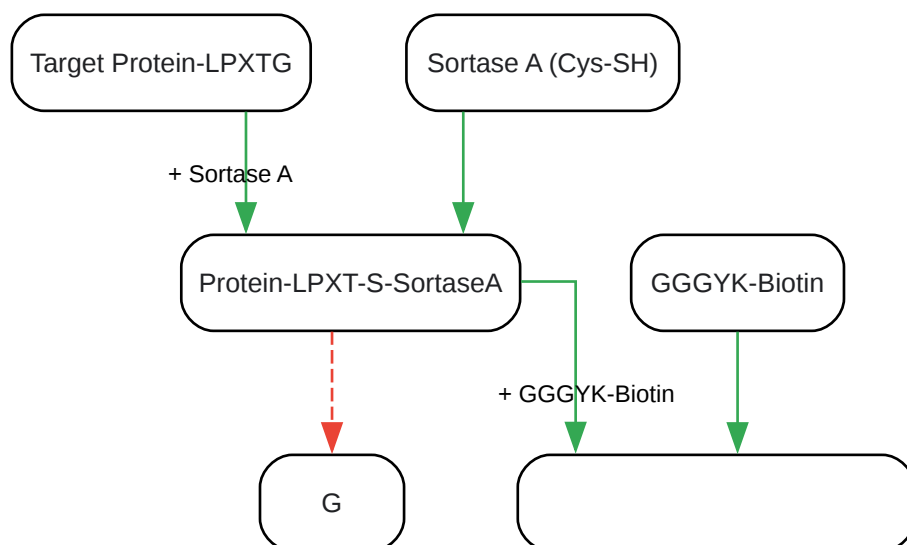 Target Protein-LPXTG
Sortase A (Cys-SH)
+ Sortase A
Protein-LPXT-S-SortaseA
GGGYK-Biotin
+ GGGYK-Biotin
G